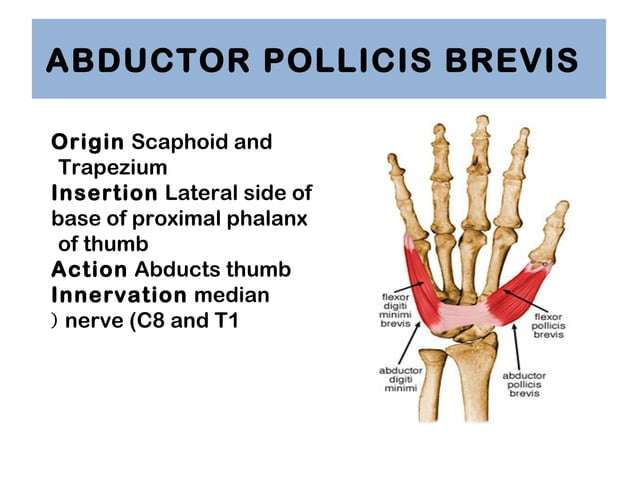 ABDUCTOR POLLICIS BREVIS
Origin Scaphoid and
Trapezium
Insertion Lateral side of
base of proximal phalanx
of thumb
Action Abducts thumb
Innervation median
) nerve (C8 and T1
flexor
digiti
minimi
brevis
abductor
digiti
minimi
flexor
pollicis
brevis
abductor
pollicis
brevis